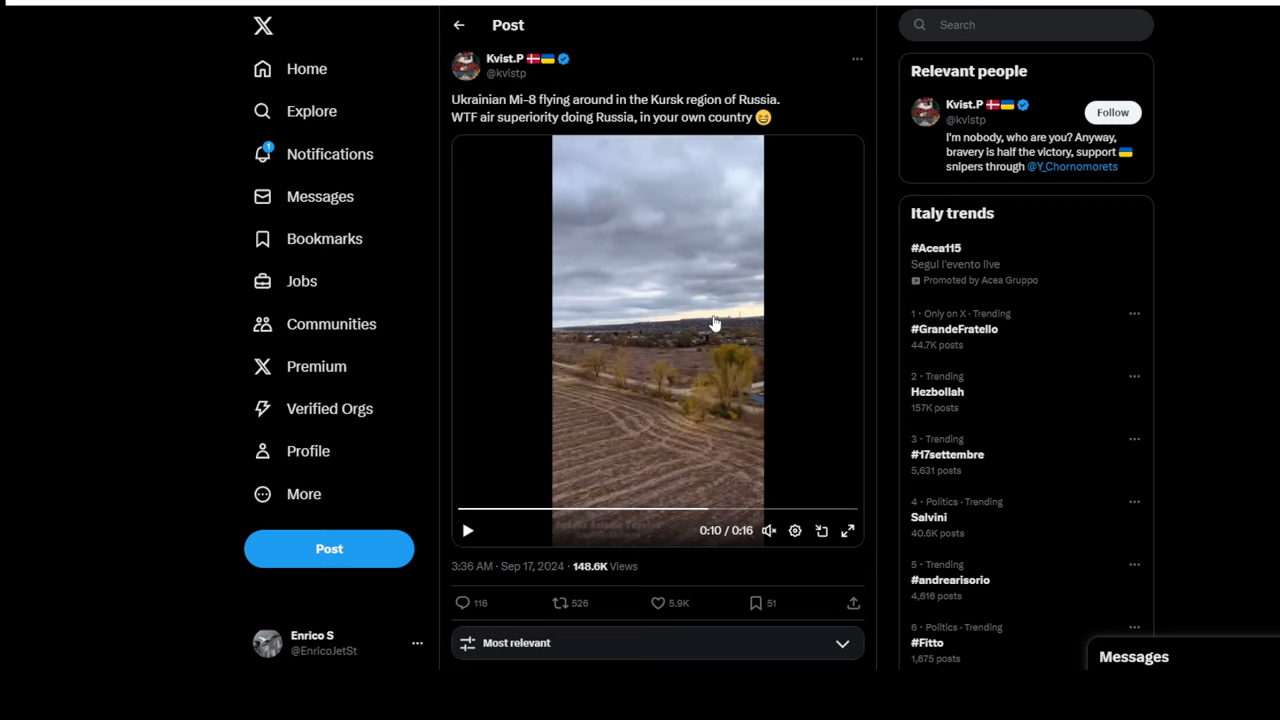 Post
Search
Home
Explore
1
Notifications
Messages
Bookmarks
Jobs
Communities
Premium
Verified Orgs
Profile
More
Post
Enrico S
@EnricoJetSt
Kvist.P
@kvistp
Ukrainian Mi-8 flying around in the Kursk region of Russia.
WTF air superiority doing Russia, in your own country 😆
0:10 / 0:16
3:36 AM · Sep 17, 2024 · 148.6K Views
116
526
5.9K
51
Most relevant
Relevant people
Kvist.P
@kvistp
Follow
I'm nobody, who are you? Anyway,
bravery is half the victory, support 🇺🇦
snipers through @Y_Chornomorets
Italy trends
#Acea115
Segui l'evento live
Promoted by Acea Gruppo
1 · Only on X · Trending
#GrandeFratello
44.7K posts
2 · Trending
Hezbollah
157K posts
3 · Trending
#17settembre
5,631 posts
4 · Politics · Trending
Salvini
40.6K posts
5 · Trending
#andrearisorio
4,616 posts
6 · Politics · Trending
#Fitto
1,675 posts
Messages